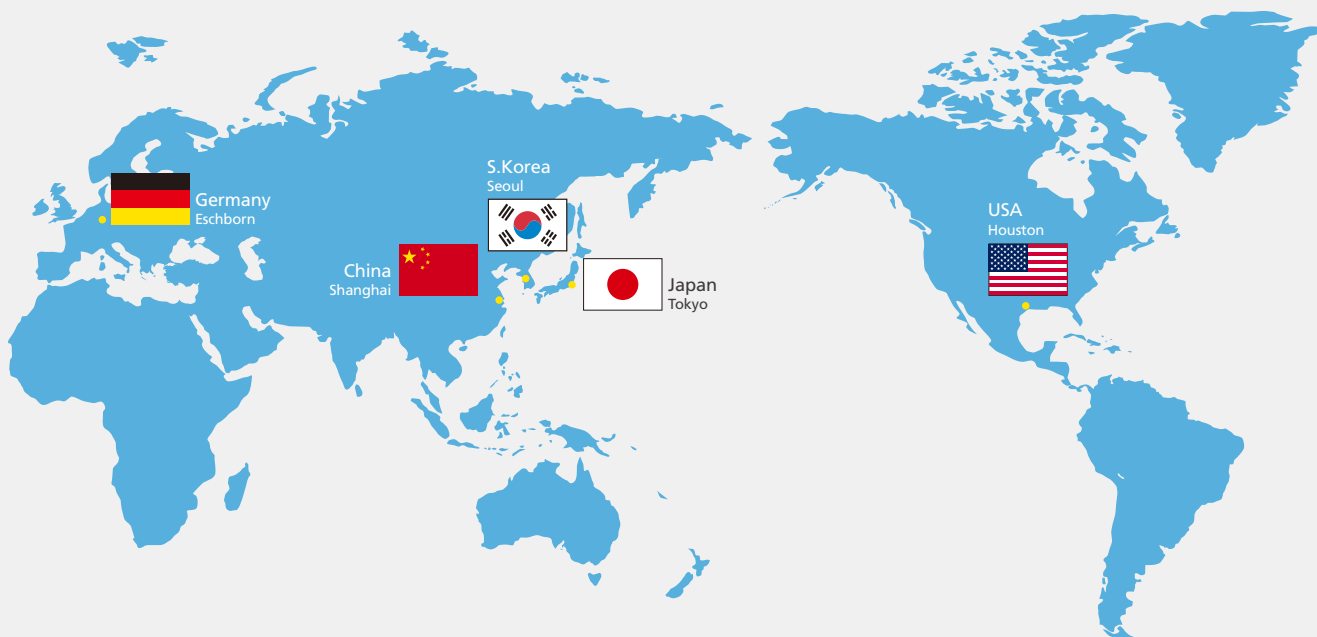 S.Korea
Seoul
Germany
Eschborn
USA
Houston
China
Shanghai
Japan
Tokyo